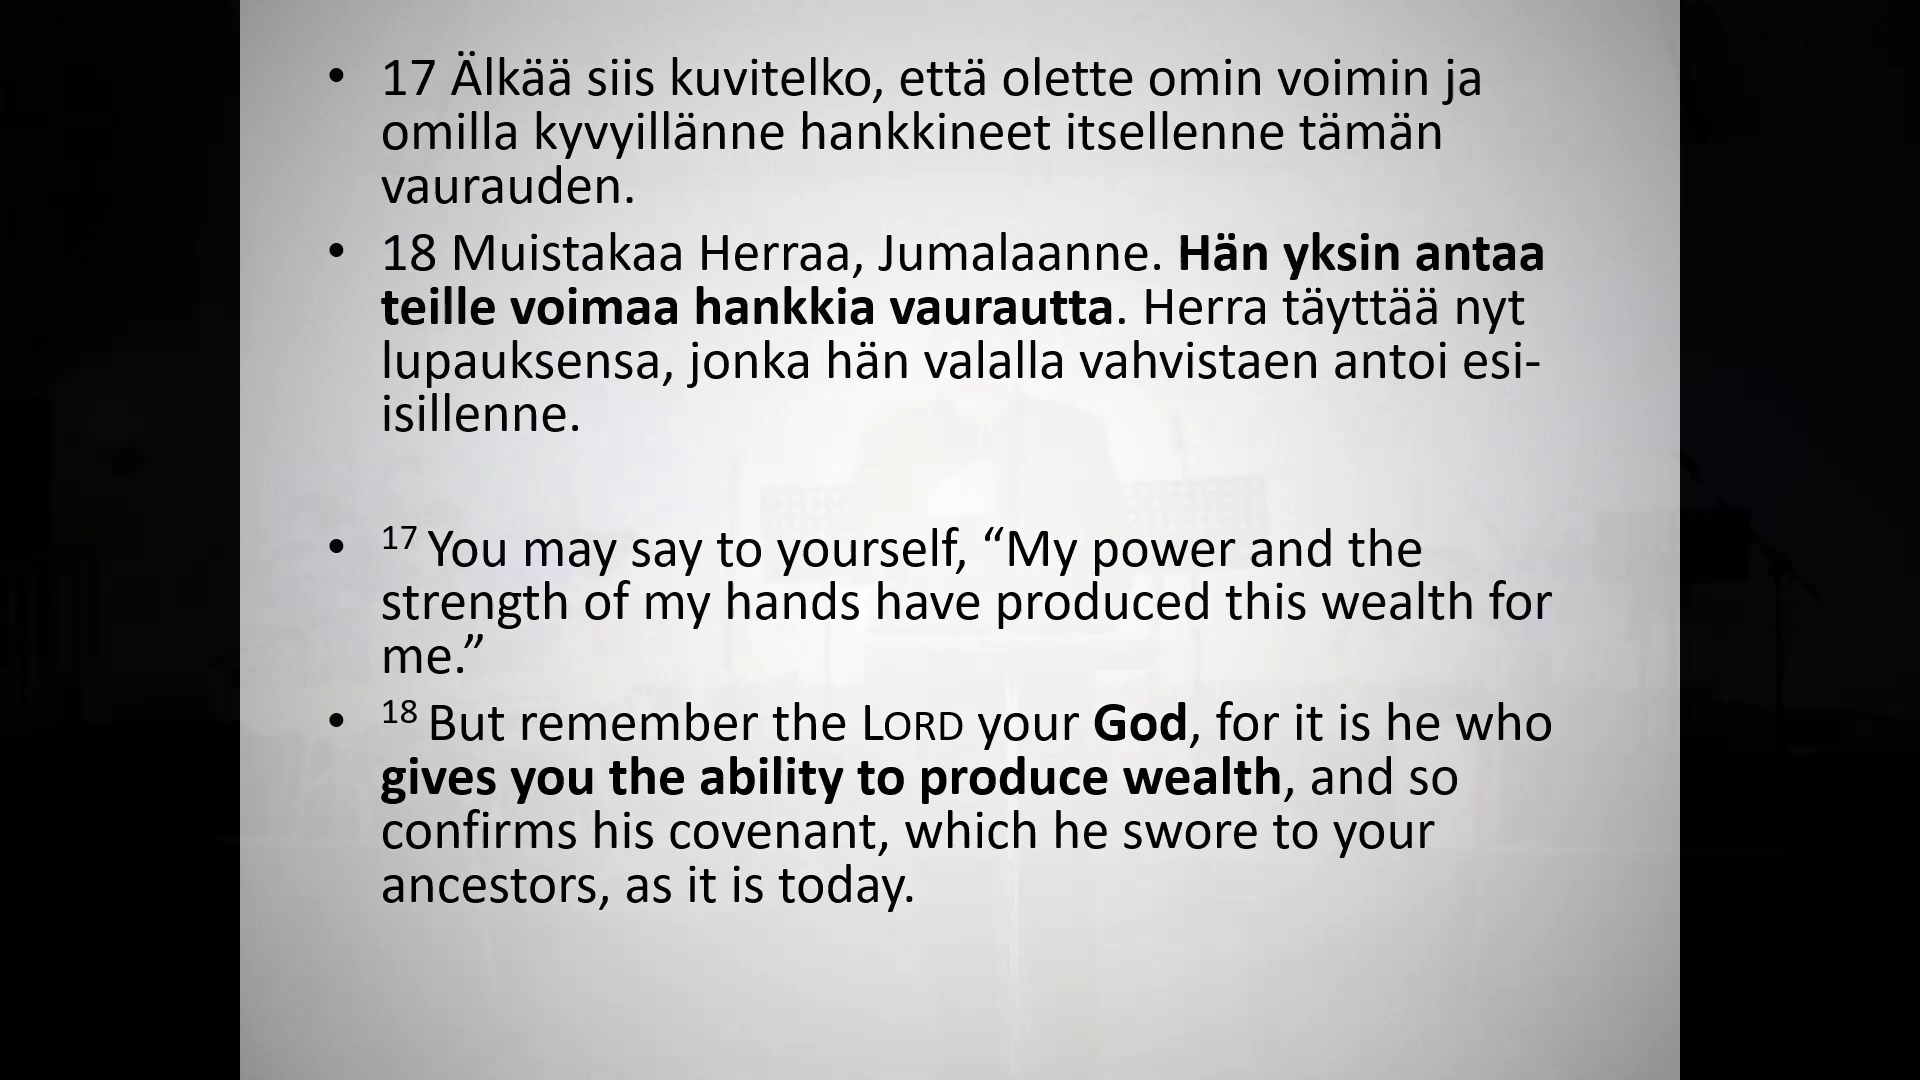 • 17 Älkää siis kuvitelko, että olette omin voimin ja
omilla kyvyillänne hankkineet itsellenne tämän
vaurauden.
• 18 Muistakaa Herraa, Jumalaanne. Hän yksin antaa
teille voimaa hankkia vaurautta. Herra täyttää nyt
lupauksensa, jonka hän valalla vahvistaen antoi esi-
isillenne.
• 17 You may say to yourself, “My power and the
strength of my hands have produced this wealth for
me.”
• 18 But remember the LORD your God, for it is he who
gives you the ability to produce wealth, and so
confirms his covenant, which he swore to your
ancestors, as it is today.